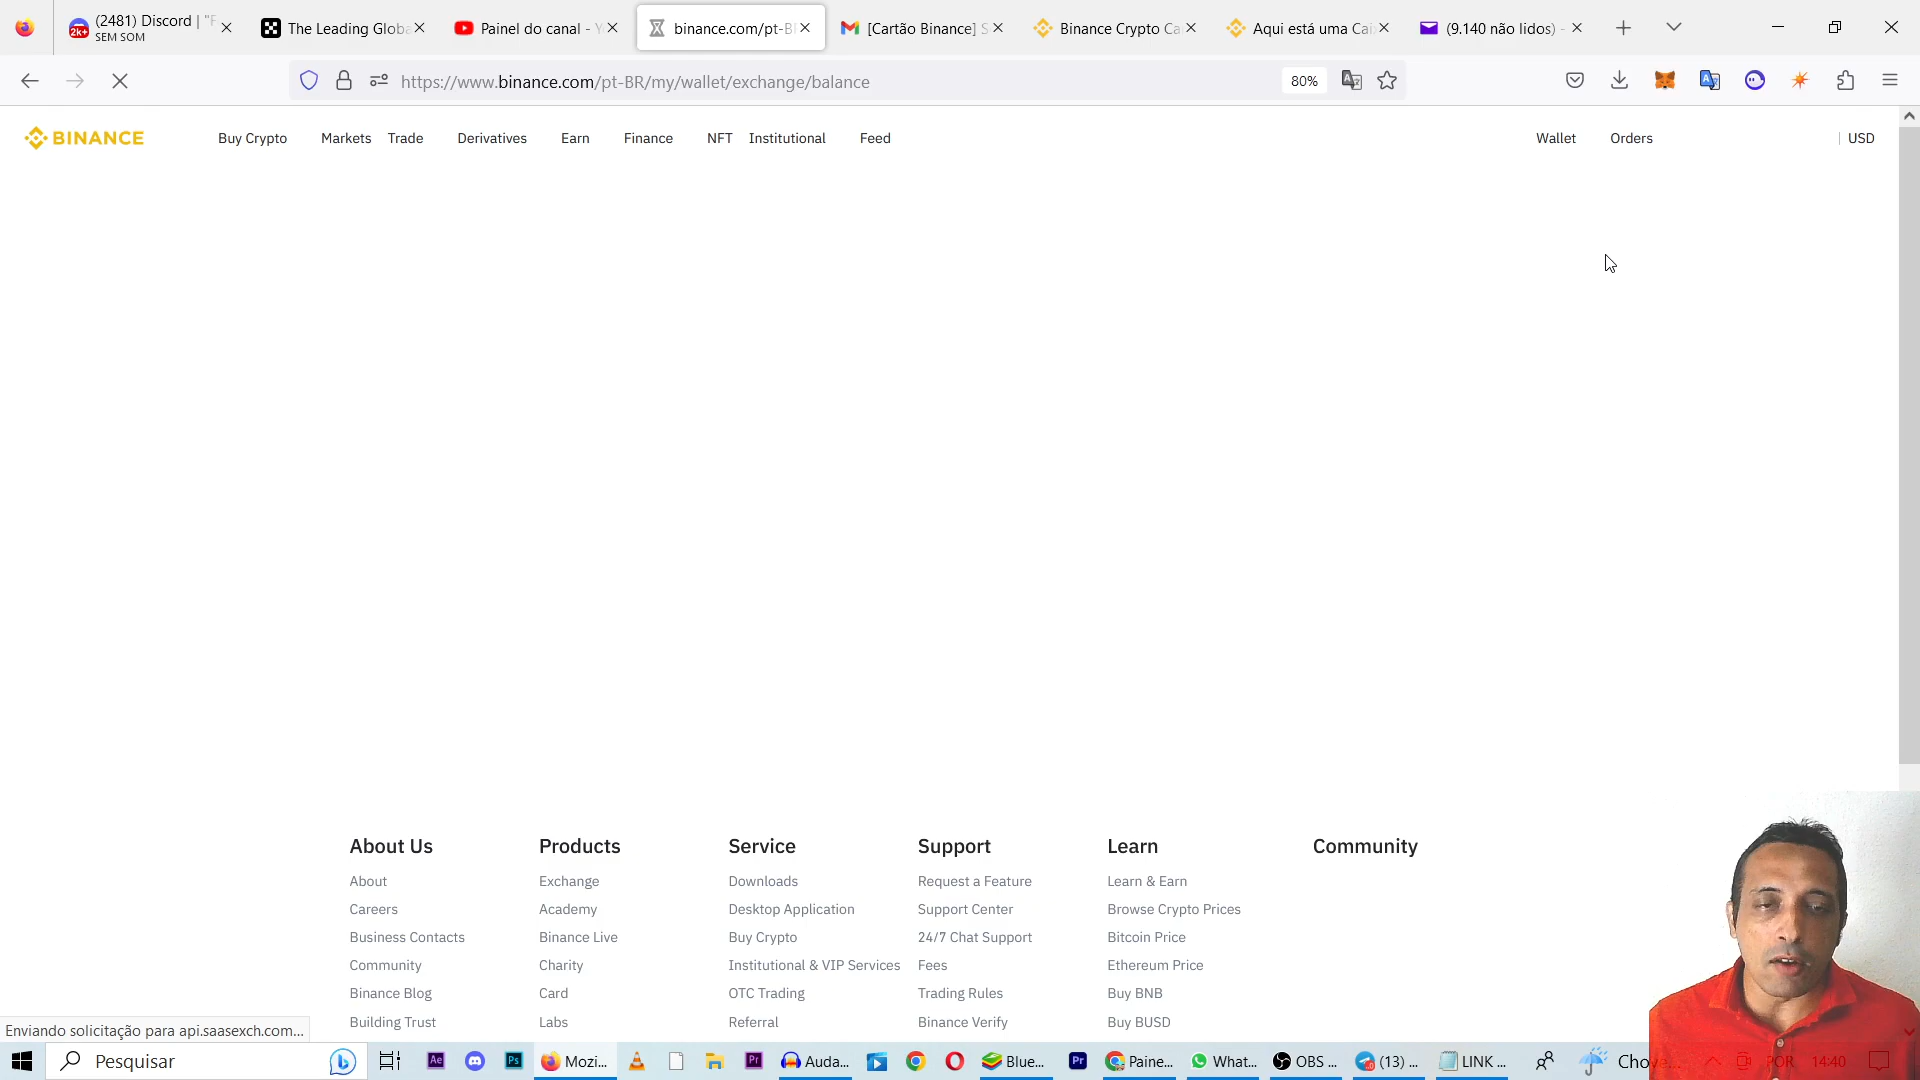 (2481) Discord | "F
SEM SOM
The Leading Globa
Painel do canal - Y
binance.com/pt-BR
[Cartão Binance] S
Binance Crypto Ca
Aqui está uma Cai
(9.140 não lidos) -
https://www.binance.com/pt-BR/my/wallet/exchange/balance
80%
BINANCE
Buy Crypto
Markets
Trade
Derivatives
Earn
Finance
NFT
Institutional
Feed
Wallet
Orders
USD
About Us
Products
Service
Support
Learn
Community
About
Exchange
Downloads
Request a Feature
Learn & Earn
Careers
Academy
Desktop Application
Support Center
Browse Crypto Prices
Business Contacts
Binance Live
Buy Crypto
24/7 Chat Support
Bitcoin Price
Community
Charity
Institutional & VIP Services
Fees
Ethereum Price
Binance Blog
Card
OTC Trading
Trading Rules
Buy BNB
Building Trust
Labs
Referral
Binance Verify
Buy BUSD
Enviando solicitação para api.saasexch.com...
Pesquisar
Mozi...
Auda...
Blue...
Paine...
What...
OBS ...
(13) ...
LINK ...
Chove...
POR
14:40